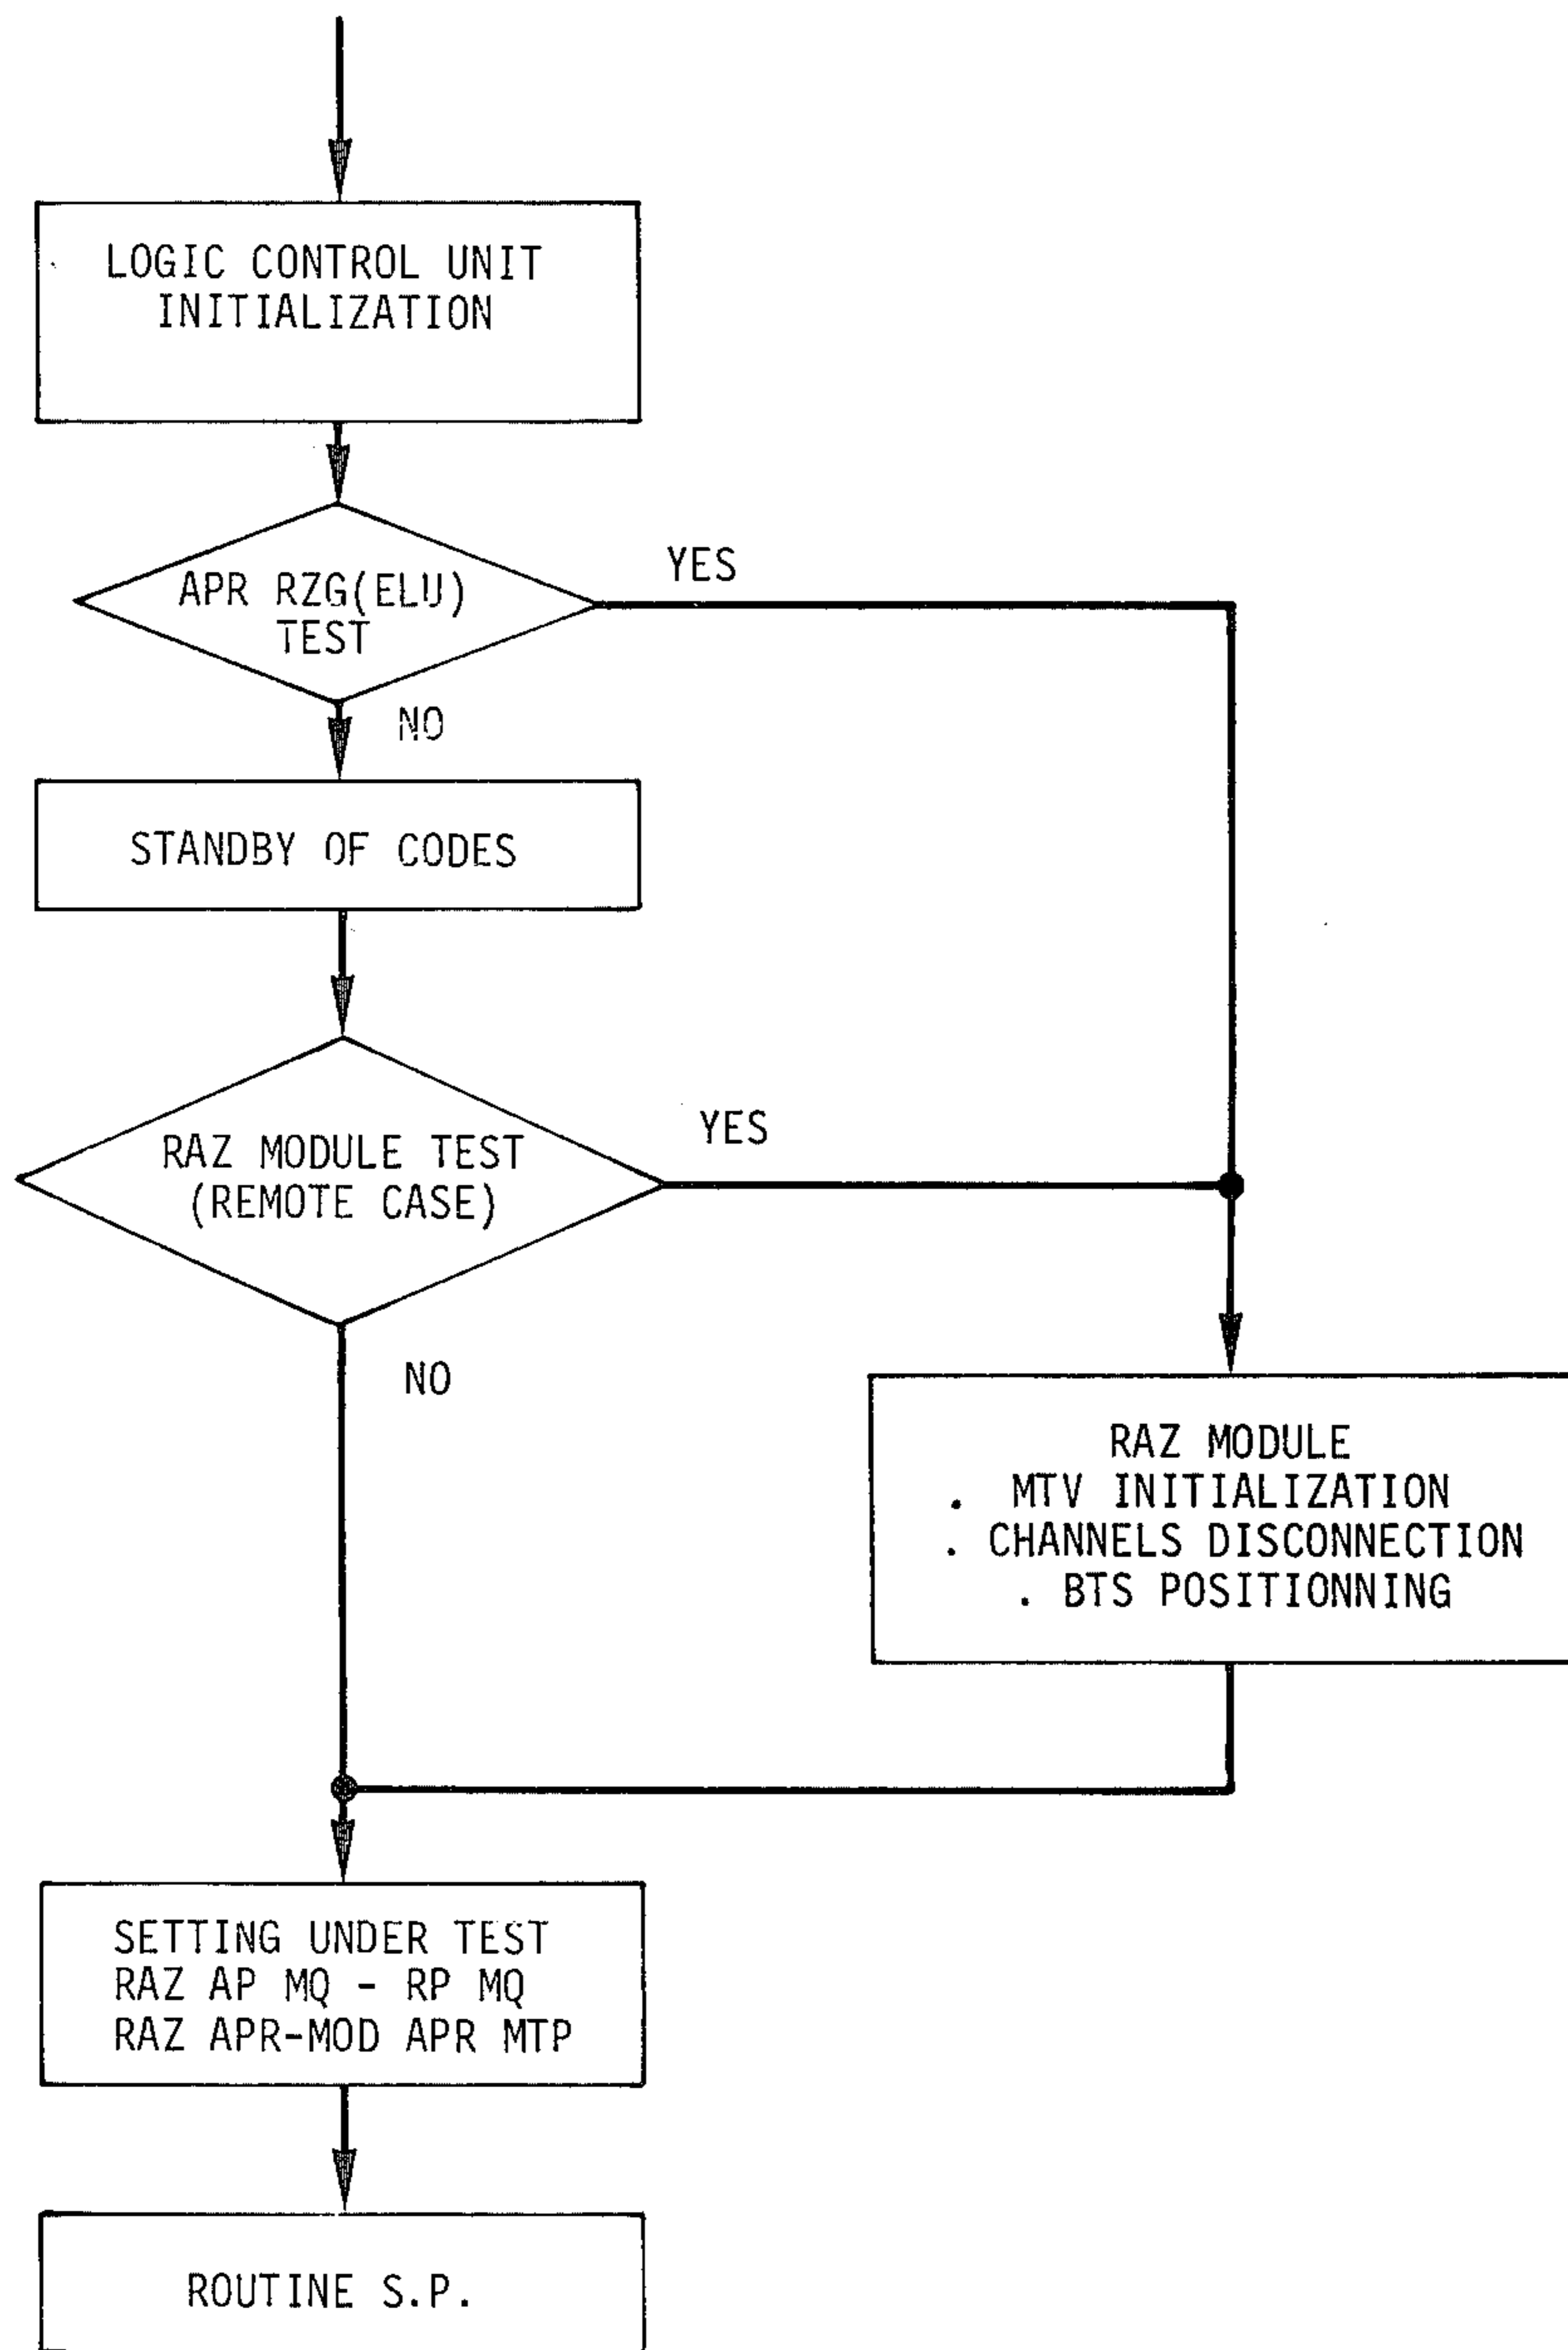 LOGIC CONTROL UNIT
INITIALIZATION
APR RZG(ELU)
TEST
YES
NO
STANDBY OF CODES
RAZ MODULE TEST
(REMOTE CASE)
YES
NO
RAZ MODULE
. MTV INITIALIZATION
. CHANNELS DISCONNECTION
. BTS POSITIONNING
SETTING UNDER TEST
RAZ AP MQ - RP MQ
RAZ APR-MOD APR MTP
ROUTINE S.P.